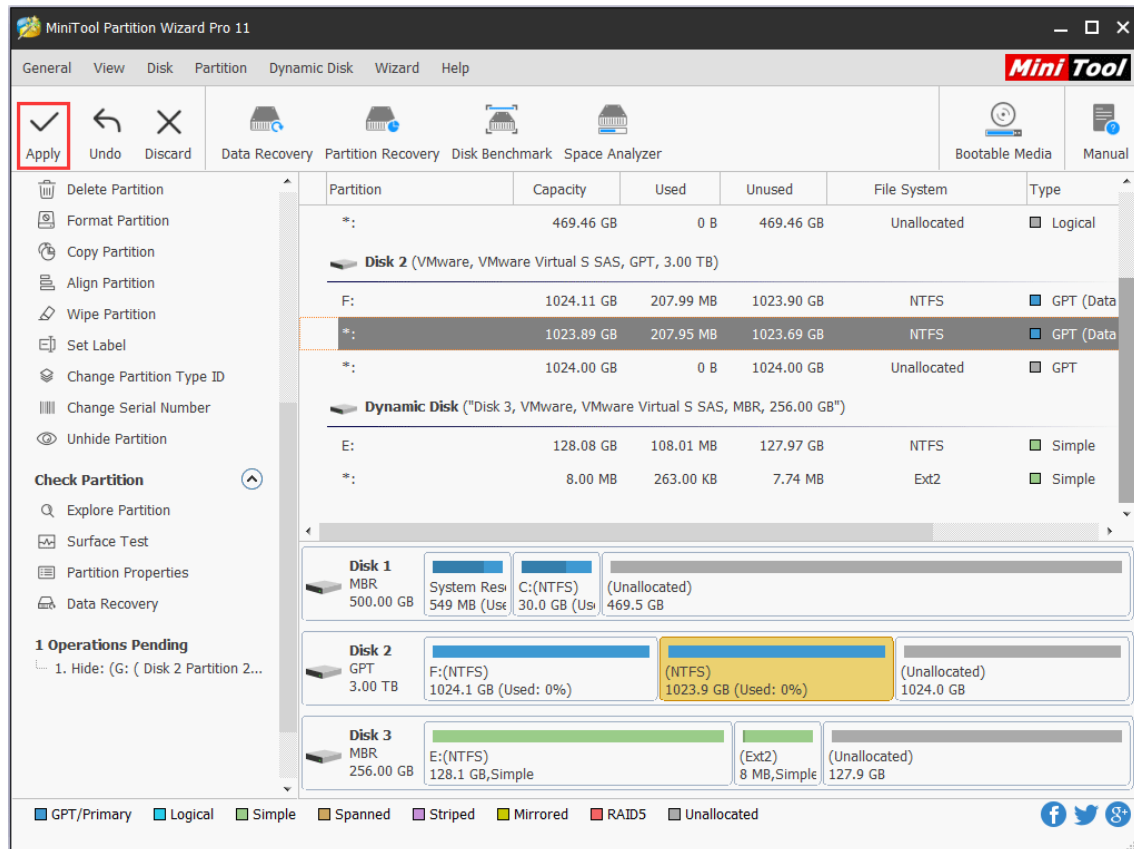 MiniTool Partition Wizard Pro 11
General View Disk Partition Dynamic Disk Wizard Help
Mini Tool
Apply Undo Discard Data Recovery Partition Recovery Disk Benchmark Space Analyzer Bootable Media Manual
Delete Partition
Format Partition
Copy Partition
Align Partition
Wipe Partition
Set Label
Change Partition Type ID
Change Serial Number
Unhide Partition
Check Partition
Explore Partition
Surface Test
Partition Properties
Data Recovery
1 Operations Pending
1. Hide: (G: ( Disk 2 Partition 2...
Partition Capacity Used Unused File System Type
*: 469.46 GB 0 B 469.46 GB Unallocated Logical
Disk 2 (VMware, VMware Virtual S SAS, GPT, 3.00 TB)
F: 1024.11 GB 207.99 MB 1023.90 GB NTFS GPT (Data
*: 1023.89 GB 207.95 MB 1023.69 GB NTFS GPT (Data
*: 1024.00 GB 0 B 1024.00 GB Unallocated GPT
Dynamic Disk ("Disk 3, VMware, VMware Virtual S SAS, MBR, 256.00 GB")
E: 128.08 GB 108.01 MB 127.97 GB NTFS Simple
*: 8.00 MB 263.00 KB 7.74 MB Ext2 Simple
Disk 1
MBR
500.00 GB
System Rese
549 MB (Use
C:(NTFS)
30.0 GB (Use
(Unallocated)
469.5 GB
Disk 2
GPT
3.00 TB
F:(NTFS)
1024.1 GB (Used: 0%)
(NTFS)
1023.9 GB (Used: 0%)
(Unallocated)
1024.0 GB
Disk 3
MBR
256.00 GB
E:(NTFS)
128.1 GB,Simple
(Ext2)
8 MB,Simple
(Unallocated)
127.9 GB
GPT/Primary Logical Simple Spanned Striped Mirrored RAID5 Unallocated